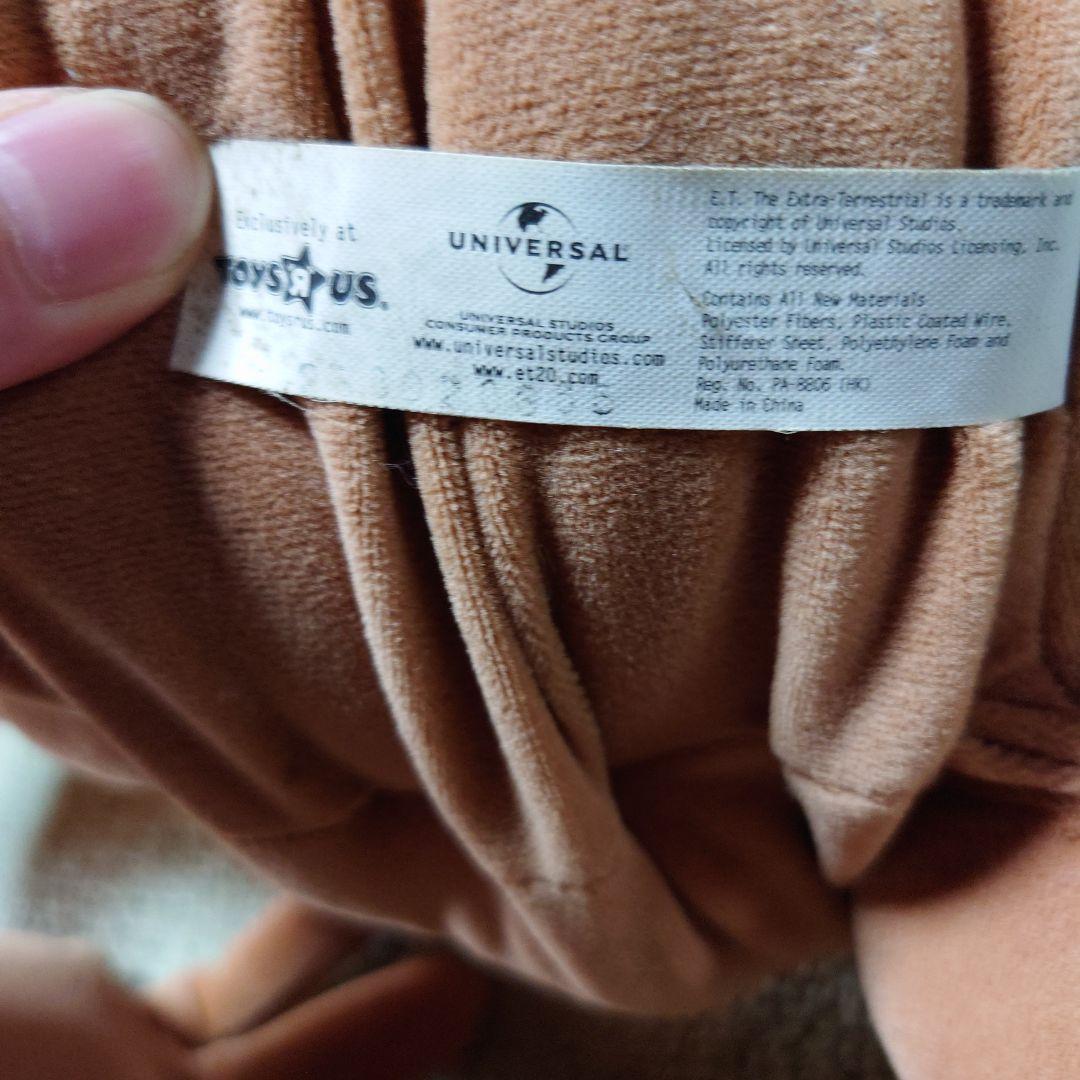 Exclusively at
TOYSRUS.
www.toysrus.com
UNIVERSAL
UNIVERSAL STUDIOS
CONSUMER PRODUCTS GROUP
www.universalstudios.com
www.et20.com
E.T. The Extra-Terrestrial is a trademark and
copyright of Universal Studios.
Licensed by Universal Studios Licensing, Inc.
All rights reserved.
Contains All New Materials
Polyester Fibers, Plastic Coated Wire,
Stifferer Sheet, Polyethylene Foam and
Polyurethane Foam.
Reg. No. PA-8806 (HK)
Made in China